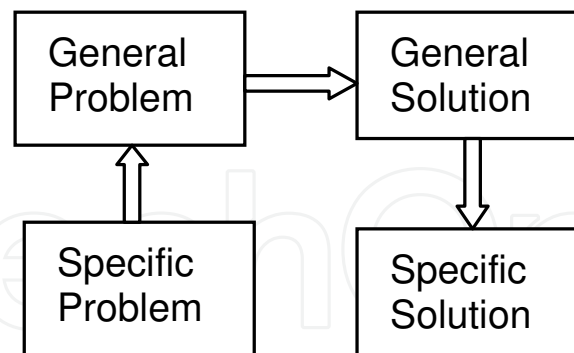 General
Problem
General
Solution
Specific
Problem
Specific
Solution